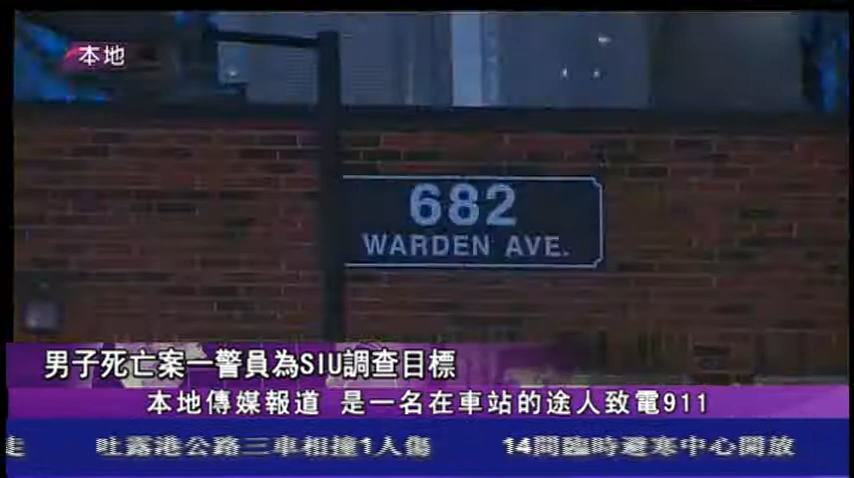 本地
682
WARDEN AVE.
男子死亡案一警員為SIU調查目標
本地傳媒報道 是一名在車站的途人致電911
走 吐露港公路三車相撞1人傷 14間臨時避寒中心開放